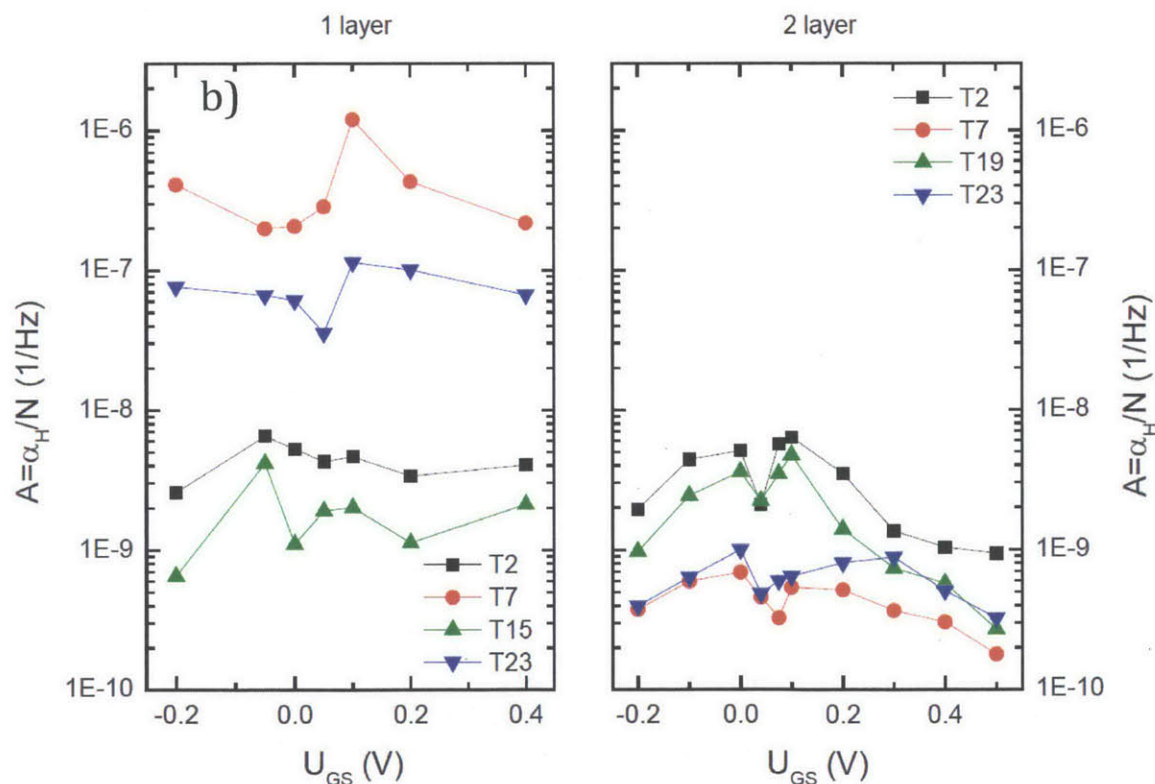 1 layer
2 layer
b)
T2
T7
T19
T23
1E-6
1E-7
1E-8
1E-9
1E-10
1E-6
1E-7
1E-8
1E-9
1E-10
A=α_H/N (1/Hz)
A=α_H/N (1/Hz)
T2
T7
T15
T23
-0.2 0.0 0.2 0.4
-0.2 0.0 0.2 0.4
U_GS (V)
U_GS (V)